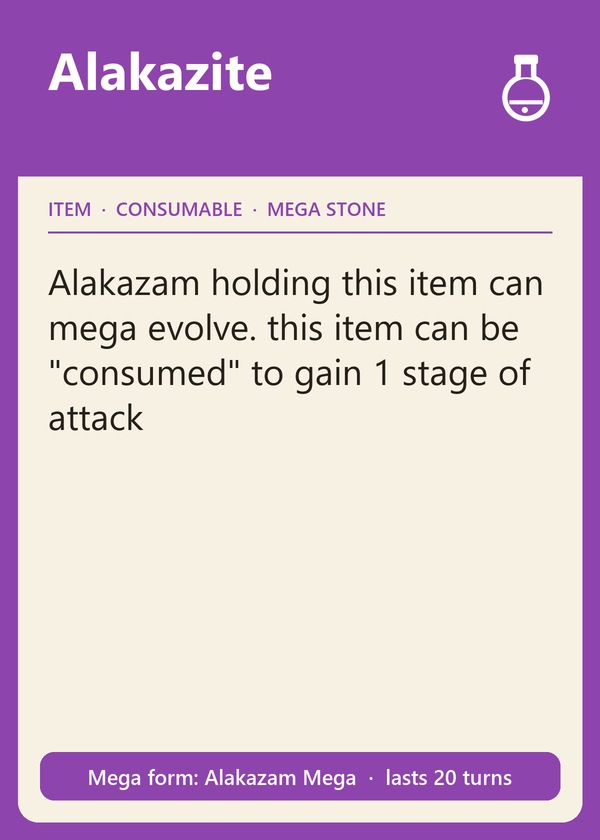 Alakazite
ITEM · CONSUMABLE · MEGA STONE
Alakazam holding this item can
mega evolve. this item can be
"consumed" to gain 1 stage of
attack
Mega form: Alakazam Mega · lasts 20 turns